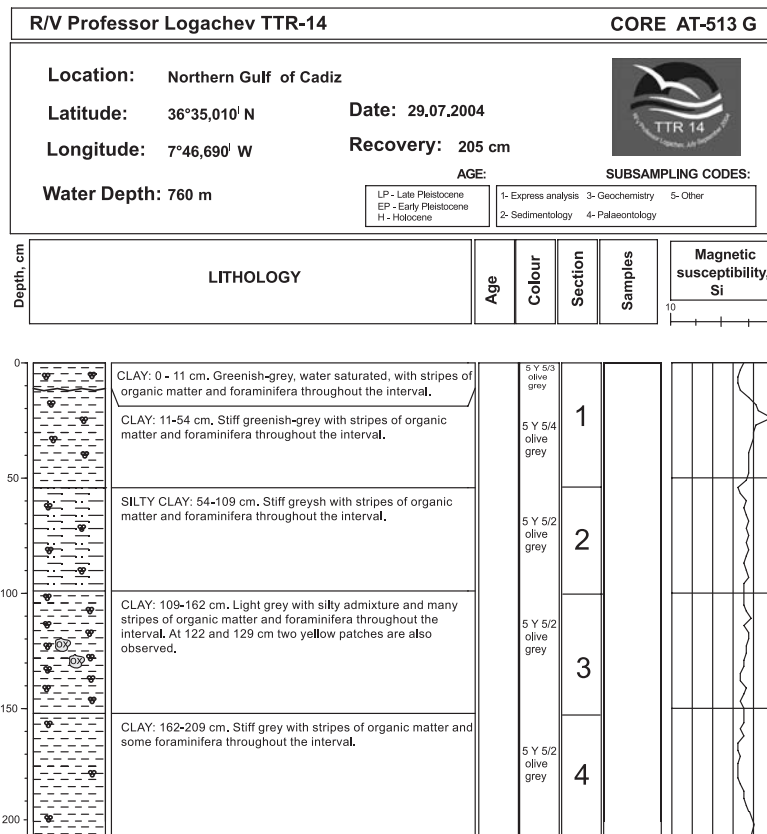 R/V Professor Logachev TTR-14
CORE AT-513 G
Location: Northern Gulf of Cadiz
Latitude: 36°35,010ˡ N
Date: 29.07.2004
Longitude: 7°46,690ˡ W
Recovery: 205 cm
Water Depth: 760 m
TTR 14
R/V Professor Logachev, July-September 2004
AGE:
LP - Late Pleistocene
EP - Early Pleistocene
H - Holocene
SUBSAMPLING CODES:
1- Express analysis 3- Geochemistry 5- Other
2- Sedimentology 4- Palaeontology
Depth, cm
LITHOLOGY
Age
Colour
Section
Samples
Magnetic
susceptibility,
Si
10
0
CLAY: 0 - 11 cm. Greenish-grey, water saturated, with stripes of
organic matter and foraminifera throughout the interval.
5 Y 5/3
olive
grey
CLAY: 11-54 cm. Stiff greenish-grey with stripes of organic
matter and foraminifera throughout the interval.
5 Y 5/4
olive
grey
1
50
SILTY CLAY: 54-109 cm. Stiff greysh with stripes of organic
matter and foraminifera throughout the interval.
5 Y 5/2
olive
grey
2
100
CLAY: 109-162 cm. Light grey with silty admixture and many
stripes of organic matter and foraminifera throughout the
interval. At 122 and 129 cm two yellow patches are also
observed.
OX
OX
5 Y 5/2
olive
grey
3
150
CLAY: 162-209 cm. Stiff grey with stripes of organic matter and
some foraminifera throughout the interval.
5 Y 5/2
olive
grey
4
200